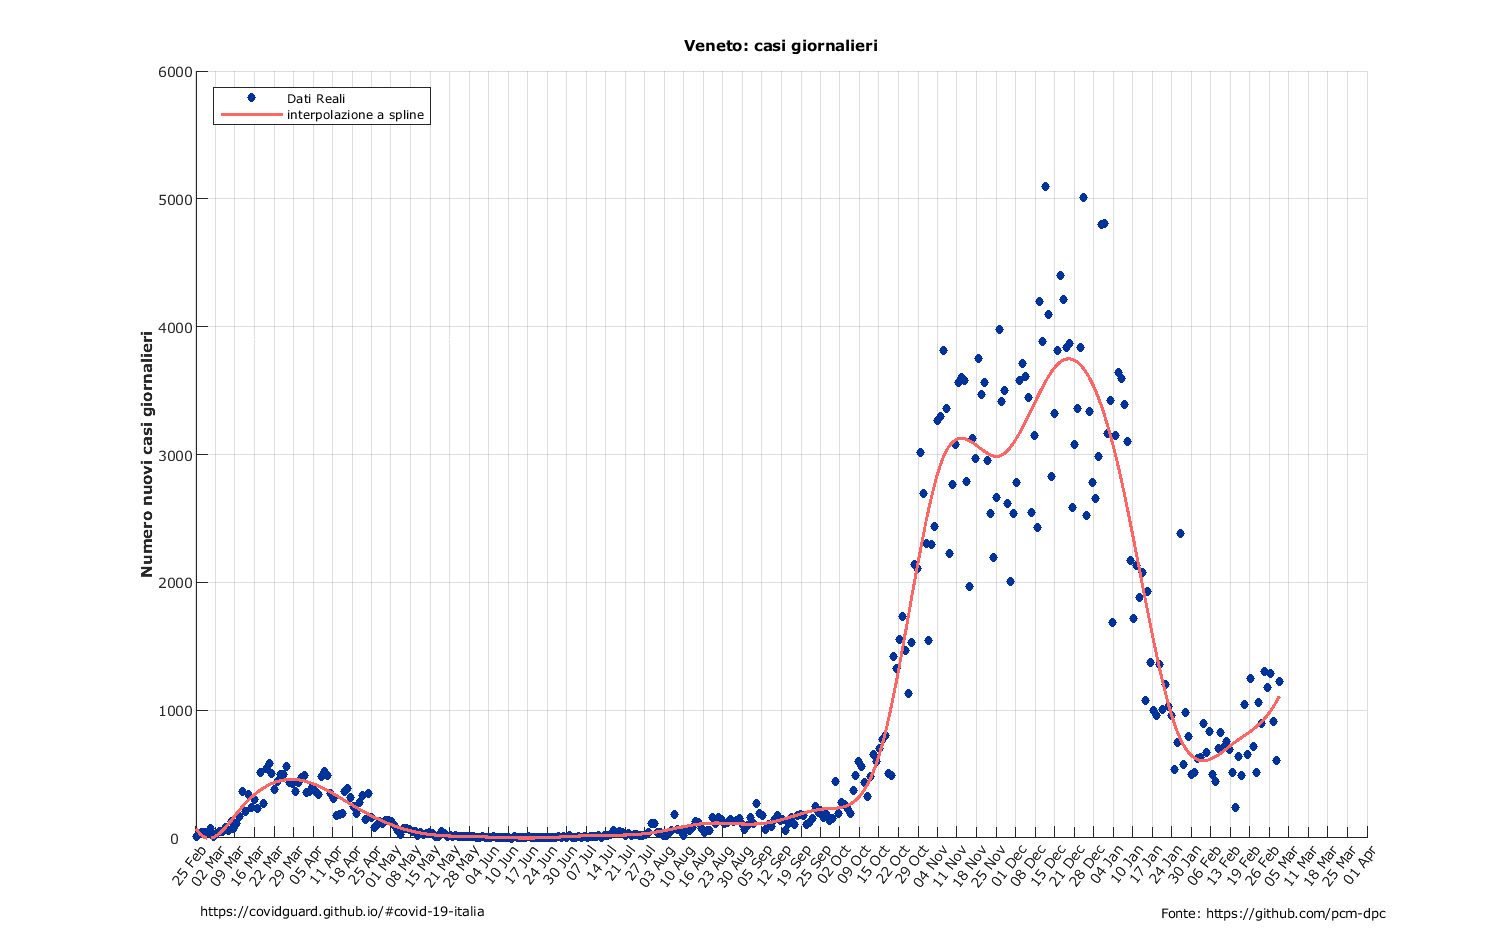 Veneto: casi giornalieri
6000
Dati Reali
interpolazione a spline
5000
4000
3000
2000
1000
0
Numero nuovi casi giornalieri
25 Feb
02 Mar
09 Mar
16 Mar
22 Mar
29 Mar
05 Apr
11 Apr
18 Apr
25 Apr
01 May
08 May
15 May
21 May
28 May
04 Jun
10 Jun
17 Jun
24 Jun
30 Jun
07 Jul
14 Jul
21 Jul
27 Jul
03 Aug
10 Aug
16 Aug
23 Aug
30 Aug
05 Sep
12 Sep
19 Sep
25 Sep
02 Oct
09 Oct
15 Oct
22 Oct
29 Oct
04 Nov
11 Nov
18 Nov
25 Nov
01 Dec
08 Dec
15 Dec
21 Dec
28 Dec
04 Jan
10 Jan
17 Jan
24 Jan
30 Jan
06 Feb
13 Feb
19 Feb
26 Feb
05 Mar
11 Mar
18 Mar
25 Mar
01 Apr
https://covidguard.github.io/#covid-19-italia
Fonte: https://github.com/pcm-dpc